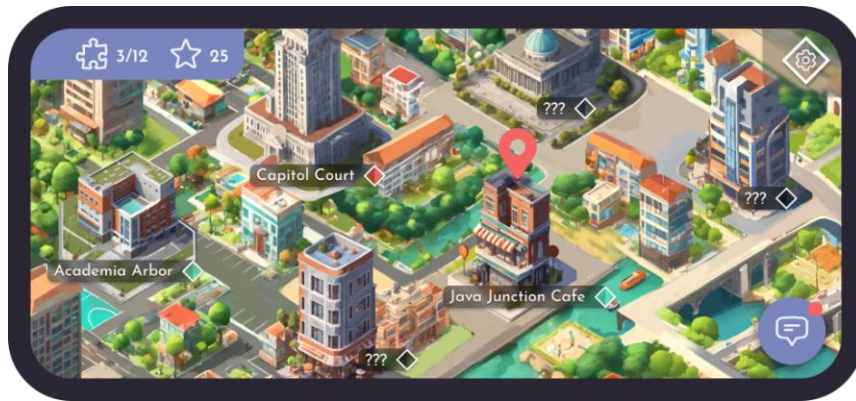 3/12 25
???
Capitol Court
???
Academia Arbor
Java Junction Cafe
???